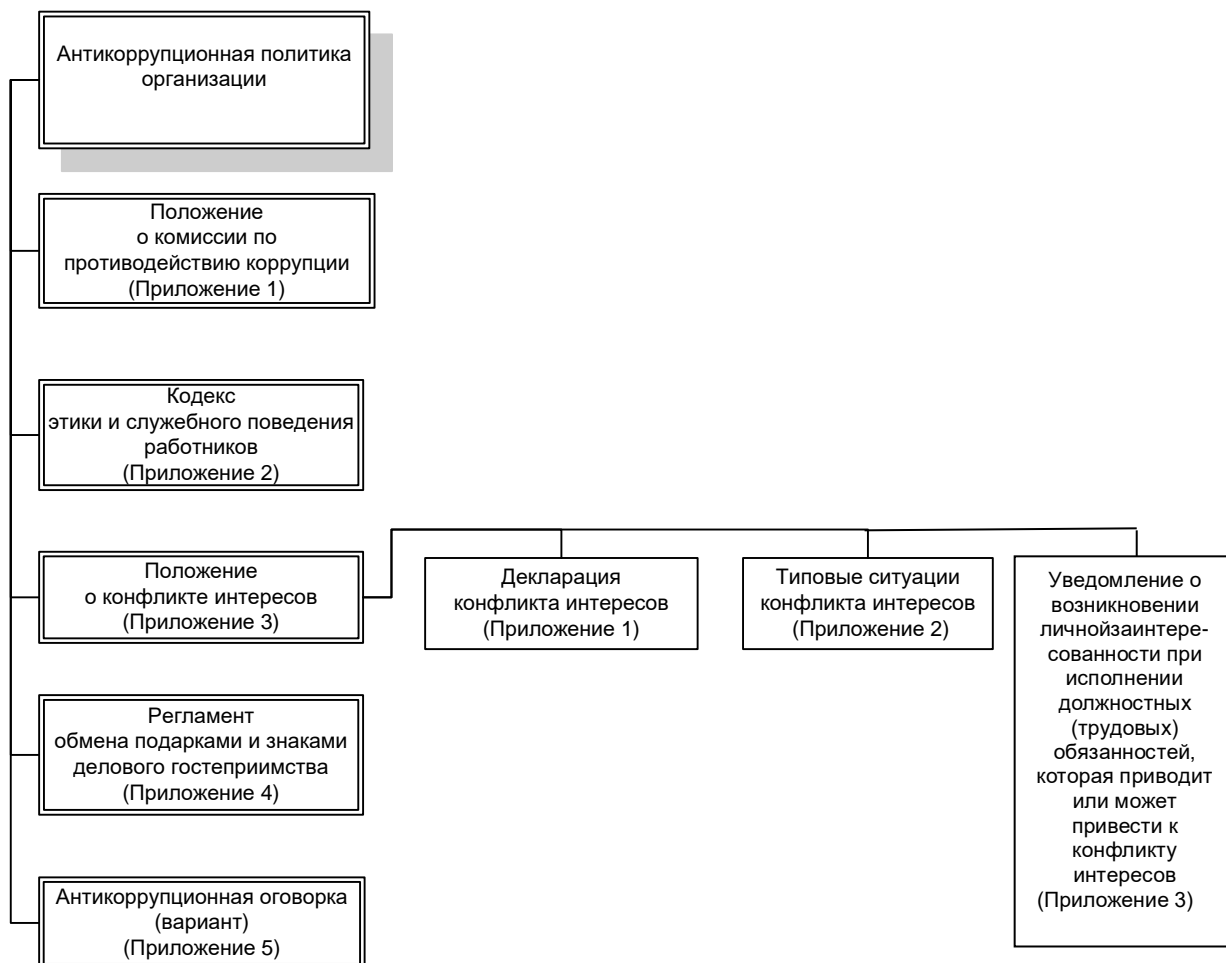 Антикоррупционная политика
организации
Положение
о комиссии по
противодействию коррупции
(Приложение 1)
Кодекс
этики и служебного поведения
работников
(Приложение 2)
Положение
о конфликте интересов
(Приложение 3)
Декларация
конфликта интересов
(Приложение 1)
Типовые ситуации
конфликта интересов
(Приложение 2)
Уведомление о
возникновении
личнойзаинтере-
сованности при
исполнении
должностных
(трудовых)
обязанностей,
которая приводит
или может
привести к
конфликту
интересов
(Приложение 3)
Регламент
обмена подарками и знаками
делового гостеприимства
(Приложение 4)
Антикоррупционная оговорка
(вариант)
(Приложение 5)